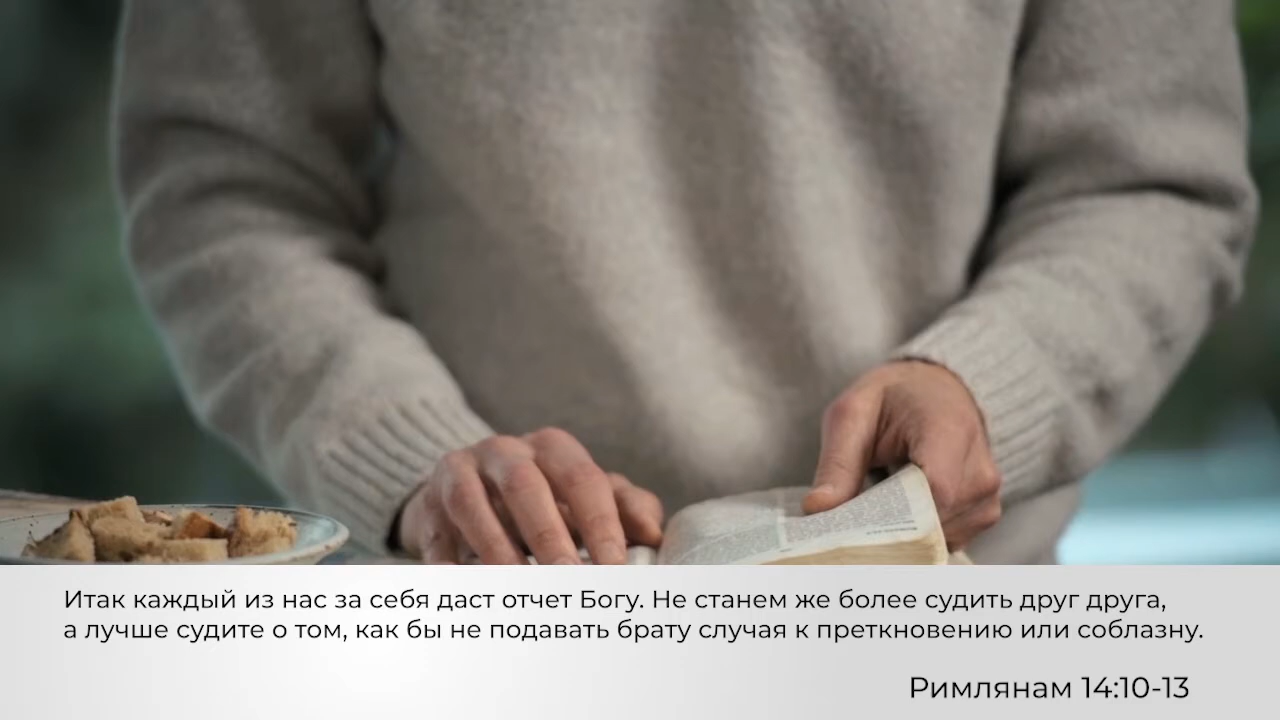 Итак каждый из нас за себя даст отчет Богу. Не станем же более судить друг друга,
а лучше судите о том, как бы не подавать брату случая к преткновению или соблазну.
Римлянам 14:10-13